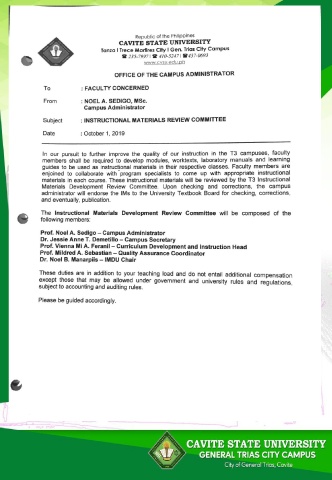 Republic of the Philippines
CAVITE STATE UNIVERSITY
Tanza | Trece Martires City | Gen. Trias City Campus
www.cvsu.edu.ph
OFFICE OF THE CAMPUS ADMINISTRATOR
To : FACULTY CONCERNED
From : NOEL A. SEDIGO, MSc.
Campus Administrator
Subject : INSTRUCTIONAL MATERIALS REVIEW COMMITTEE
Date : October 1, 2019
In our pursuit to further improve the quality of our instruction in the T3 campuses, faculty
members shall be required to develop modules, worktexts, laboratory manuals and learning
guides to be used as instructional materials in their respective classes. Faculty members are
enjoined to collaborate with program specialists to come up with appropriate instructional
materials in each course. These instructional materials will be reviewed by the T3 Instructional
Materials Development Review Committee. Upon checking and corrections, the campus
administrator will endorse the IMs to the University Textbook Board for checking, corrections,
and eventually, publication.
The Instructional Materials Development Review Committee will be composed of the
following members:
Prof. Noel A. Sedigo – Campus Administrator
Dr. Jessie Anne T. Demetillo – Campus Secretary
Prof. Vienna Mi A. Feranil – Curriculum Development and Instruction Head
Prof. Mildred A. Sebastian – Quality Assurance Coordinator
Dr. Noel B. Manarpiis – IMDU Chair
These duties are in addition to your teaching load and do not entail additional compensation
except those that may be allowed under government and university rules and regulations,
subject to accounting and auditing rules.
Please be guided accordingly.
CAVITE STATE UNIVERSITY
GENERAL TRIAS CITY CAMPUS
City of General Trias, Cavite